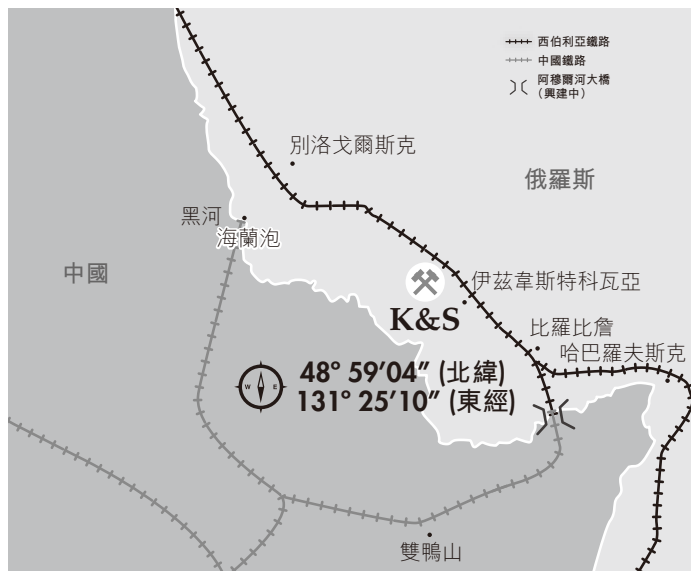 西伯利亞鐵路
中國鐵路
阿穆爾河大橋
（興建中）
別洛戈爾斯克
俄羅斯
黑河
海蘭泡
中國
伊茲韋斯特科瓦亞
K&S
比羅比詹
哈巴羅夫斯克
W E
48° 59’04” (北緯)
131° 25’10” (東經)
雙鴨山